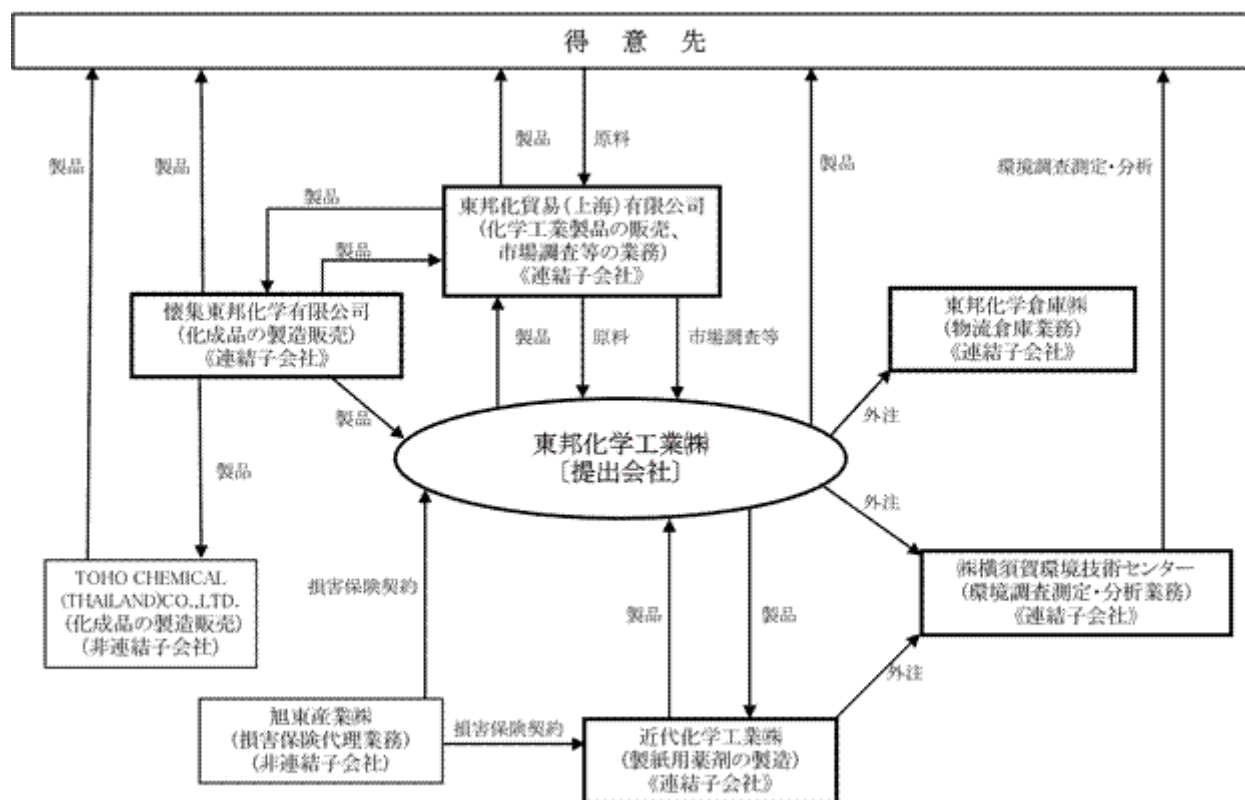 得意先
製品
製品
製品
原料
製品
環境調査測定・分析
東邦化貿易(上海)有限公司
(化学工業製品の販売、
市場調査等の業務)
《連結子会社》
製品
製品
懐集東邦化学有限公司
(化成品の製造販売)
《連結子会社》
製品
原料
市場調査等
東邦化学倉庫㈱
(物流倉庫業務)
《連結子会社》
製品
外注
東邦化学工業㈱
〔提出会社〕
製品
外注
TOHO CHEMICAL
(THAILAND)CO.,LTD.
(化成品の製造販売)
(非連結子会社)
損害保険契約
製品
製品
㈱横須賀環境技術センター
(環境調査測定・分析業務)
《連結子会社》
外注
旭東産業㈱
(損害保険代理業務)
(非連結子会社)
損害保険契約
近代化学工業㈱
(製紙用薬剤の製造)
《連結子会社》